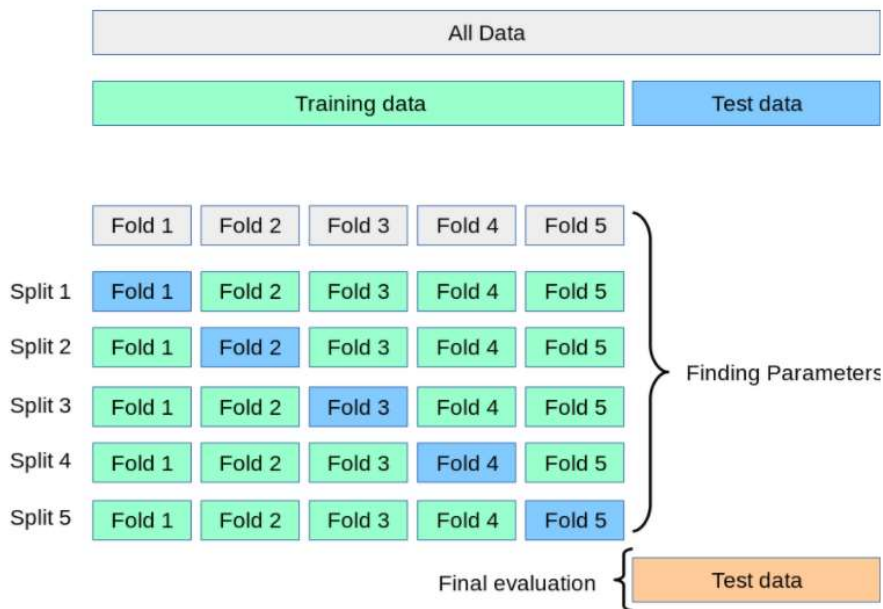 All Data
Training data Test data
Fold 1 Fold 2 Fold 3 Fold 4 Fold 5
Split 1 Fold 1 Fold 2 Fold 3 Fold 4 Fold 5
Split 2 Fold 1 Fold 2 Fold 3 Fold 4 Fold 5
Finding Parameters
Split 3 Fold 1 Fold 2 Fold 3 Fold 4 Fold 5
Split 4 Fold 1 Fold 2 Fold 3 Fold 4 Fold 5
Split 5 Fold 1 Fold 2 Fold 3 Fold 4 Fold 5
Final evaluation Test data